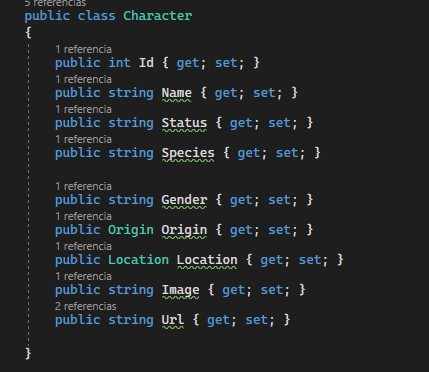 5 referencias
public class Character
{
1 referencia
public int Id { get; set; }
1 referencia
public string Name { get; set; }
1 referencia
public string Status { get; set; }
1 referencia
public string Species { get; set; }
1 referencia
public string Gender { get; set; }
1 referencia
public Origin Origin { get; set; }
1 referencia
public Location Location { get; set; }
1 referencia
public string Image { get; set; }
2 referencias
public string Url { get; set; }
}